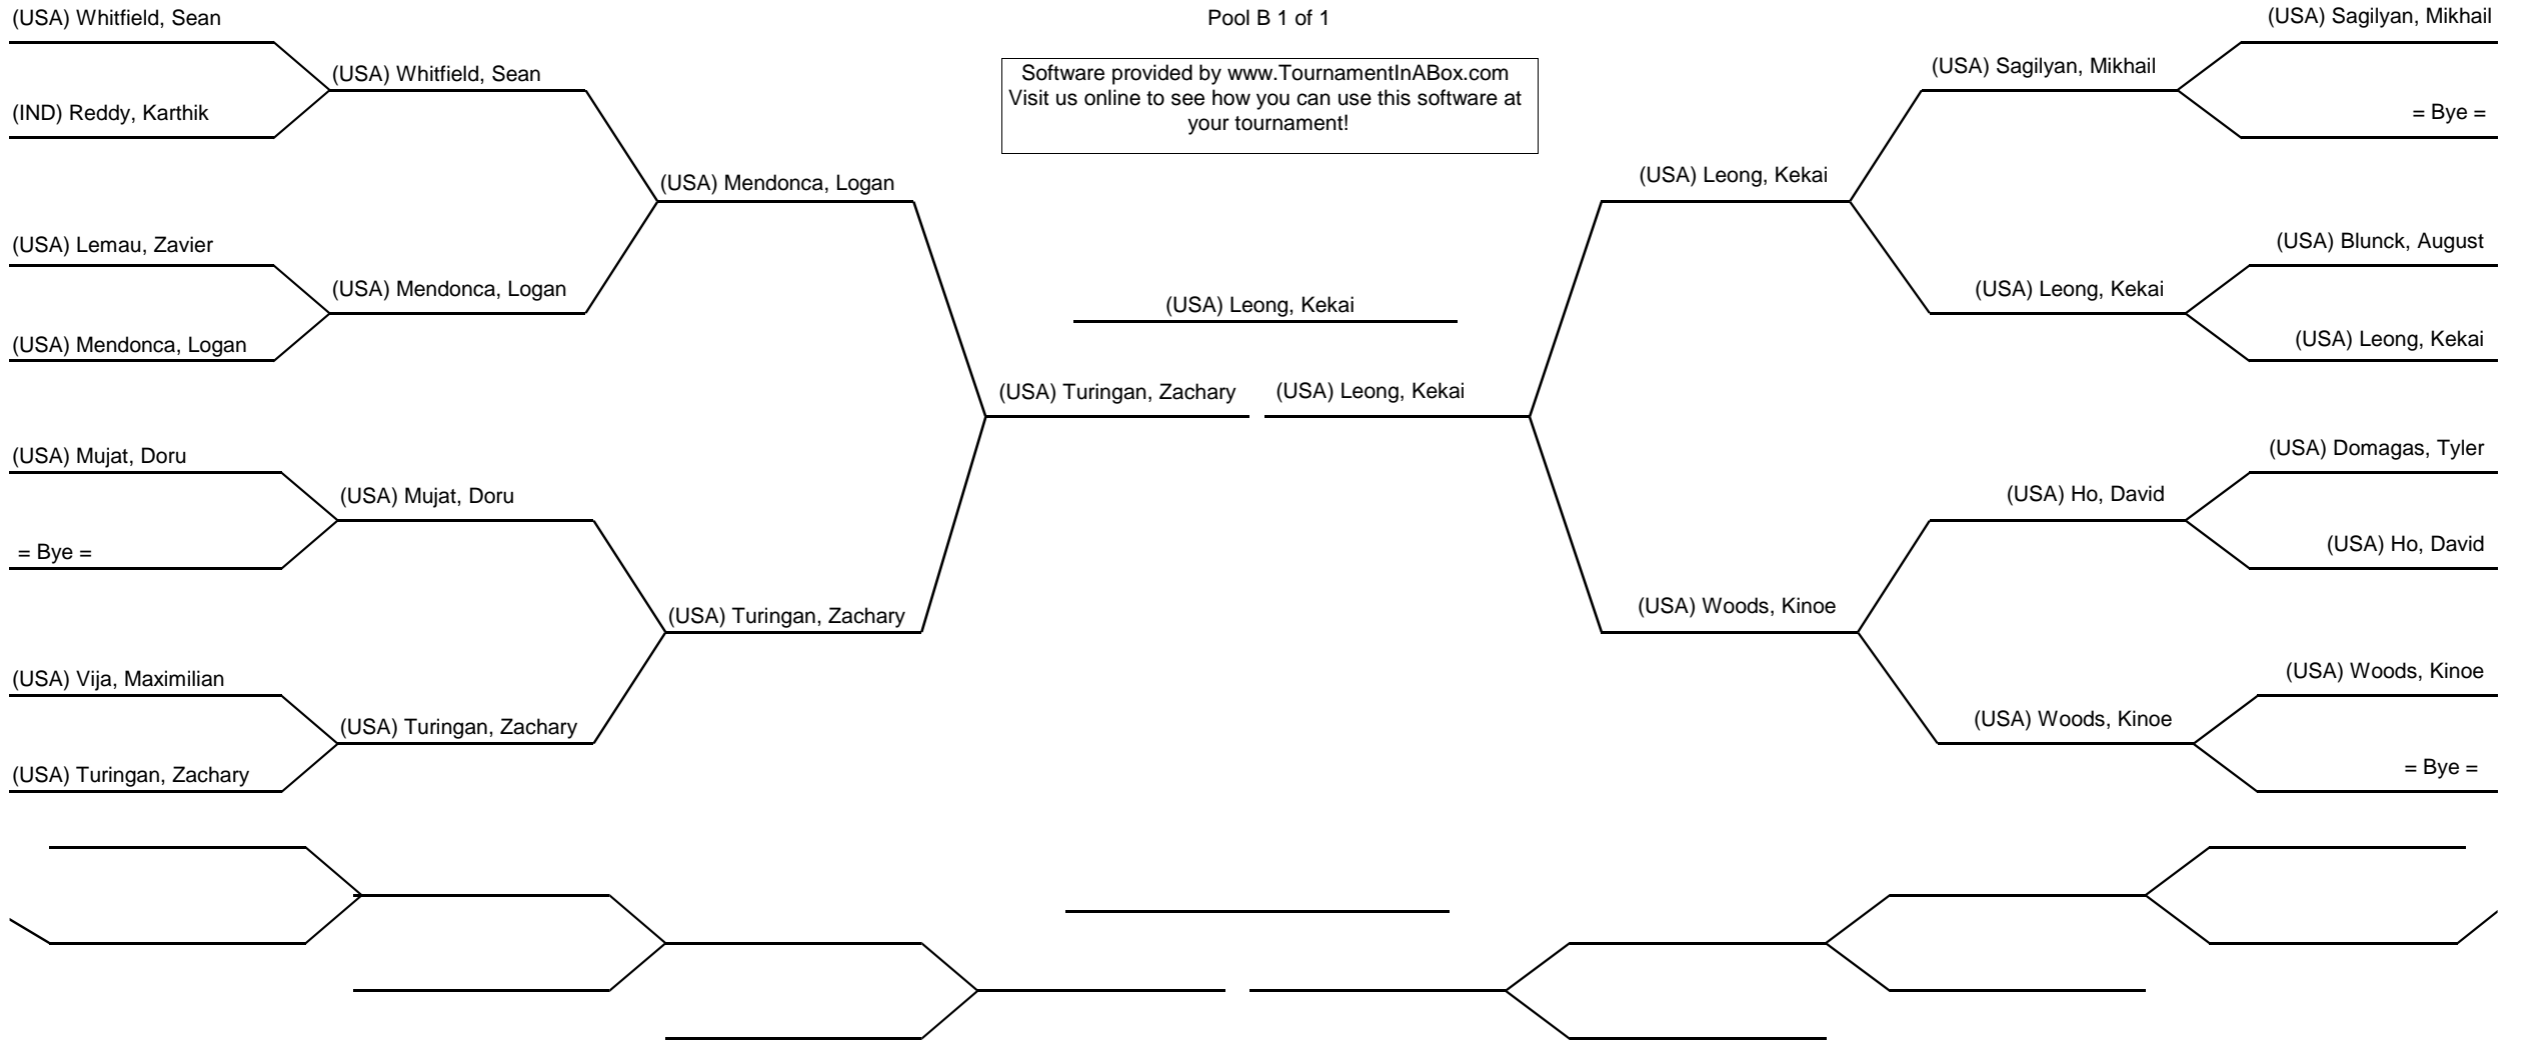 Pool B 1 of 1
Software provided by www.TournamentInABox.com
Visit us online to see how you can use this software at
your tournament!
(USA) Whitfield, Sean
(IND) Reddy, Karthik
(USA) Lemau, Zavier
(USA) Mendonca, Logan
(USA) Mujat, Doru
= Bye =
(USA) Vija, Maximilian
(USA) Turingan, Zachary
(USA) Whitfield, Sean
(USA) Mendonca, Logan
(USA) Mujat, Doru
(USA) Turingan, Zachary
(USA) Mendonca, Logan
(USA) Turingan, Zachary
(USA) Leong, Kekai
(USA) Turingan, Zachary
(USA) Leong, Kekai
(USA) Leong, Kekai
(USA) Woods, Kinoe
(USA) Sagilyan, Mikhail
(USA) Leong, Kekai
(USA) Ho, David
(USA) Woods, Kinoe
(USA) Sagilyan, Mikhail
= Bye =
(USA) Blunck, August
(USA) Leong, Kekai
(USA) Domagas, Tyler
(USA) Ho, David
(USA) Woods, Kinoe
= Bye =